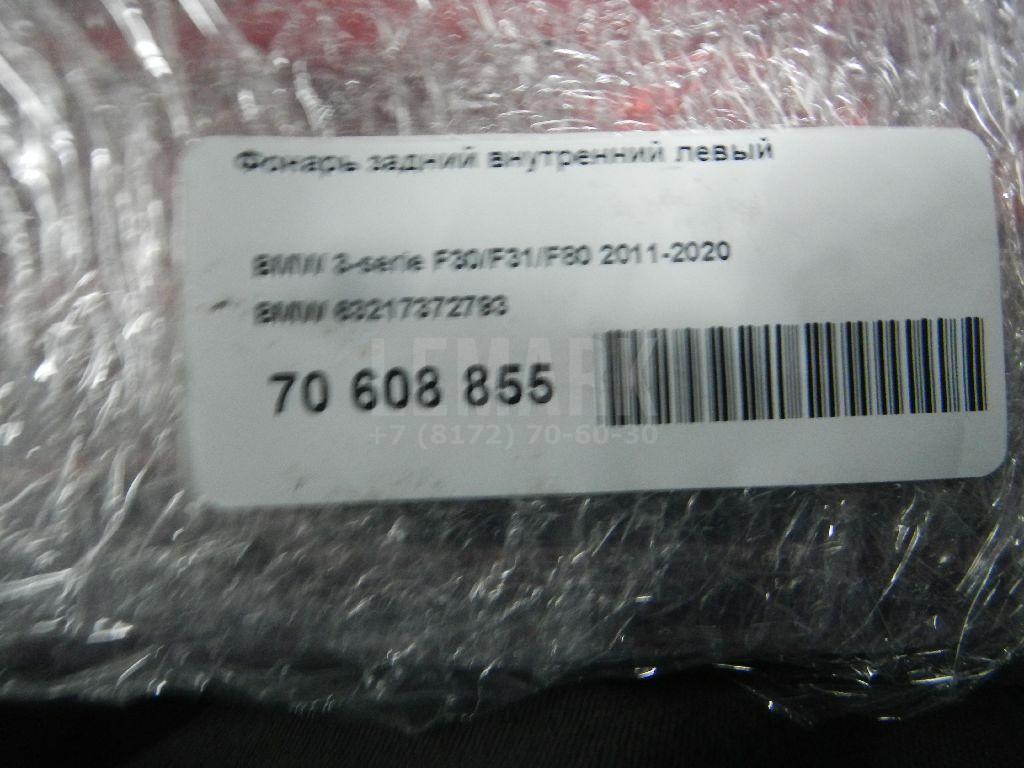 Фонарь задний внутренний левый
BMW 3-serie F30/F31/F80 2011-2020
BMW 63217372793
70 608 855
LEMARK
+7 (8172) 70-60-30